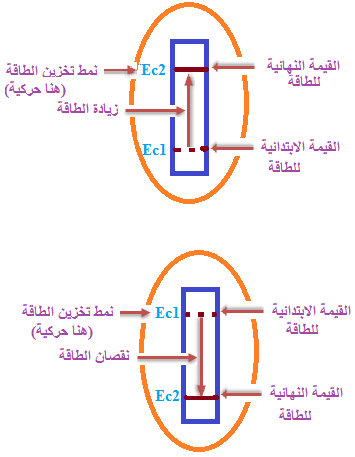 القيمة النهائية
للطاقة
Ec2
نمط تخزين الطاقة
(هنا حركية)
زيادة الطاقة
القيمة الابتدائية
للطاقة
Ec1
القيمة الابتدائية
للطاقة
Ec1
نمط تخزين الطاقة
(هنا حركية)
نقصان الطاقة
القيمة النهائية
للطاقة
Ec2